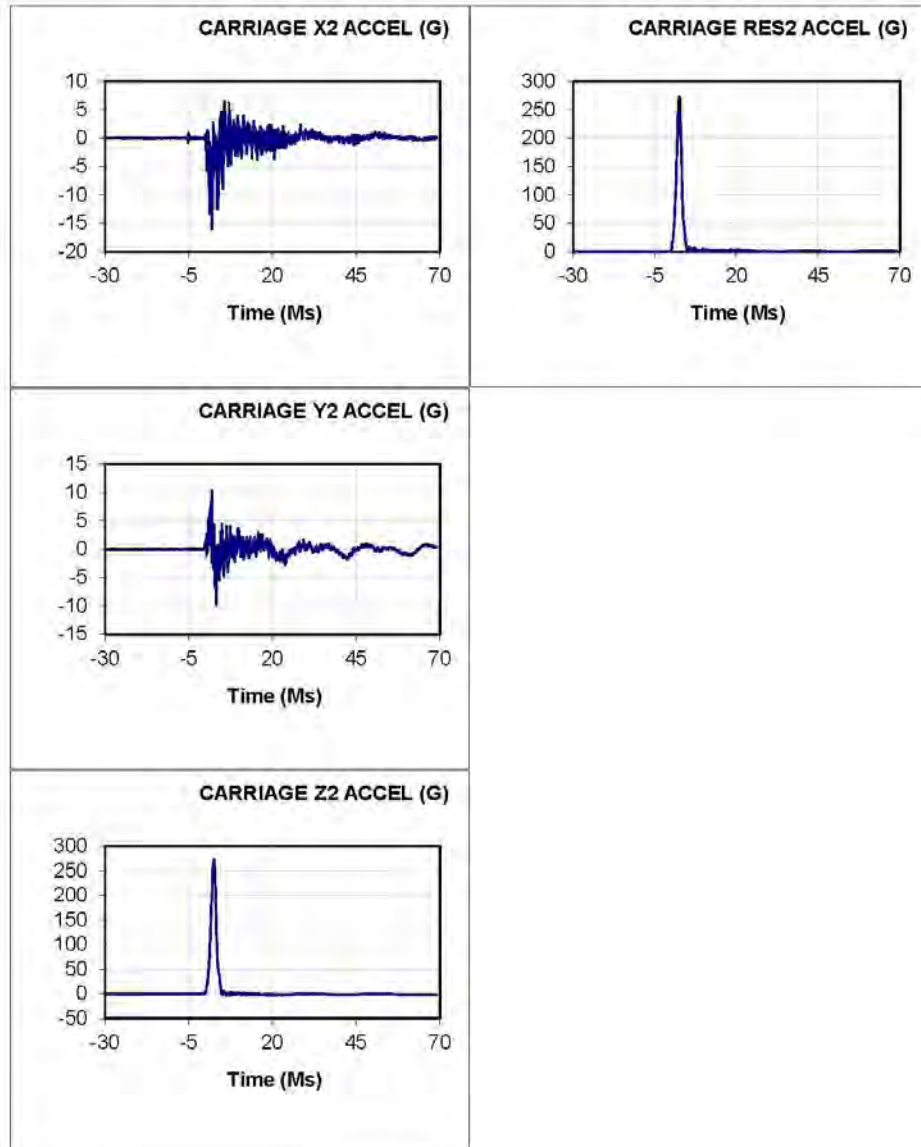 CARRIAGE X2 ACCEL (G)
10
5
0
-5
-10
-15
-20
-30 -5 20 45 70
Time (Ms)
CARRIAGE RES2 ACCEL (G)
300
250
200
150
100
50
0
-30 -5 20 45 70
Time (Ms)
CARRIAGE Y2 ACCEL (G)
15
10
5
0
-5
-10
-15
-30 -5 20 45 70
Time (Ms)
CARRIAGE Z2 ACCEL (G)
300
250
200
150
100
50
0
-50
-30 -5 20 45 70
Time (Ms)